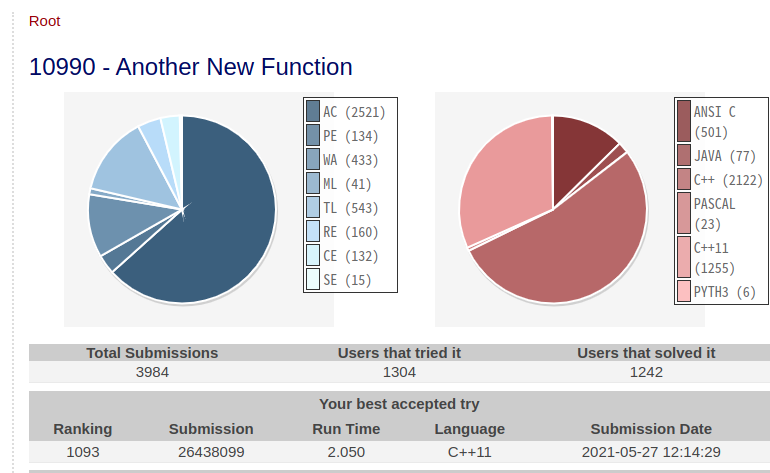 Root
10990 - Another New Function
AC (2521)
PE (134)
WA (433)
ML (41)
TL (543)
RE (160)
CE (132)
SE (15)
ANSI C
(501)
JAVA (77)
C++ (2122)
PASCAL
(23)
C++11
(1255)
PYTH3 (6)
Total Submissions Users that tried it Users that solved it
3984 1304 1242
Your best accepted try
Ranking Submission Run Time Language Submission Date
1093 26438099 2.050 C++11 2021-05-27 12:14:29